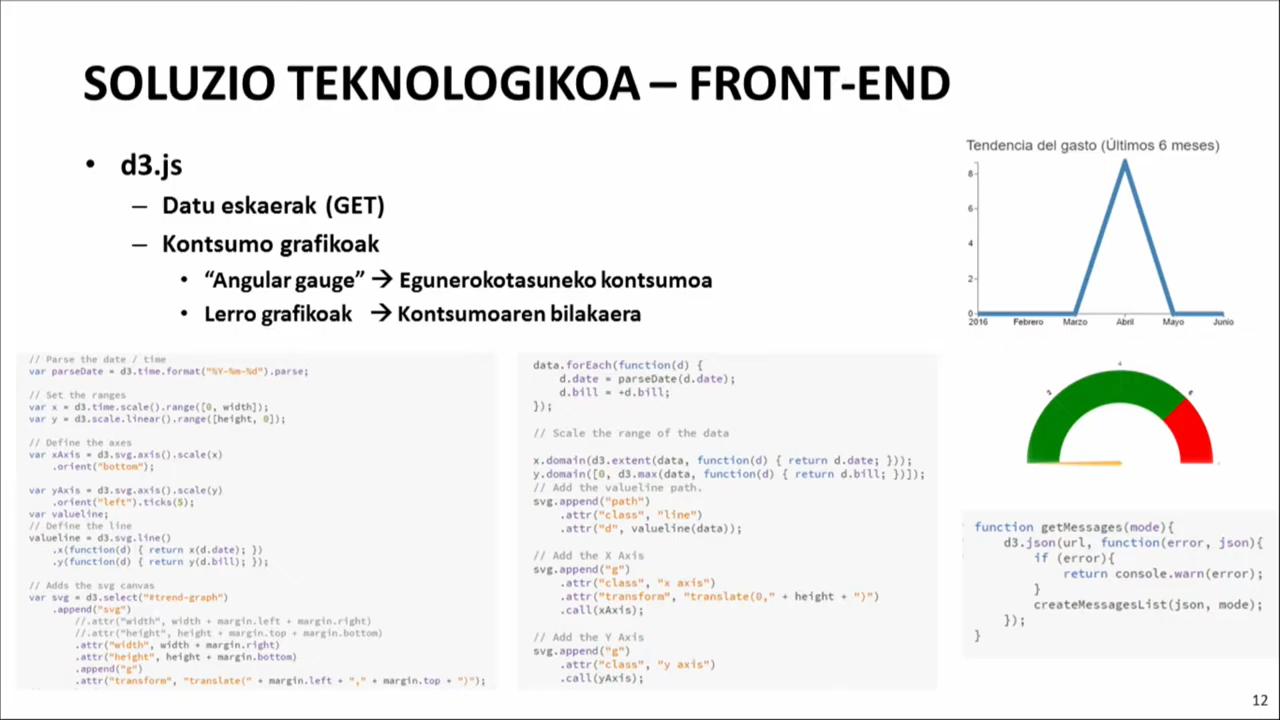 SOLUZIO TEKNOLOGIKOA – FRONT-END
• d3.js
– Datu eskaerak (GET)
– Kontsumo grafikoak
• “Angular gauge” → Egunerokotasuneko kontsumoa
• Lerro grafikoak → Kontsumoaren bilakaera
Tendencia del gasto (Últimos 6 meses)
8
6
4
2
0
2016 Febrero Marzo Abril Mayo Junio
// Parse the date / time
var parseDate = d3.time.format("%Y-%m-%d").parse;
// Set the ranges
var x = d3.time.scale().range([0, width]);
var y = d3.scale.linear().range([height, 0]);
// Define the axes
var xAxis = d3.svg.axis().scale(x)
.orient("bottom");
var yAxis = d3.svg.axis().scale(y)
.orient("left").ticks(5);
var valueline;
// Define the line
valueline = d3.svg.line()
.x(function(d) { return x(d.date); })
.y(function(d) { return y(d.bill); });
// Adds the svg canvas
var svg = d3.select("#trend-graph")
.append("svg")
//.attr("width", width + margin.left + margin.right)
//.attr("height", height + margin.top + margin.bottom)
.attr("width", width + margin.right)
.attr("height", height + margin.bottom)
.append("g")
.attr("transform", "translate(" + margin.left + "," + margin.top + ")");
data.forEach(function(d) {
d.date = parseDate(d.date);
d.bill = +d.bill;
});
// Scale the range of the data
x.domain(d3.extent(data, function(d) { return d.date; }));
y.domain([0, d3.max(data, function(d) { return d.bill; })]);
// Add the valueline path.
svg.append("path")
.attr("class", "line")
.attr("d", valueline(data));
// Add the X Axis
svg.append("g")
.attr("class", "x axis")
.attr("transform", "translate(0," + height + ")")
.call(xAxis);
// Add the Y Axis
svg.append("g")
.attr("class", "y axis")
.call(yAxis);
function getMessages(mode){
d3.json(url, function(error, json){
if (error){
return console.warn(error);
}
createMessagesList(json, mode);
});
}
12